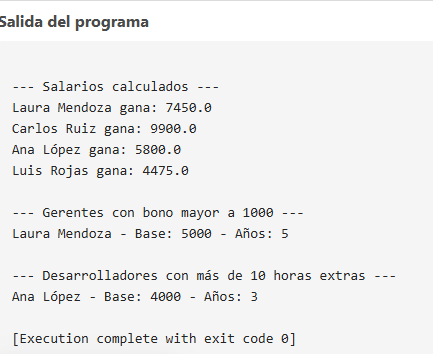 Salida del programa
--- Salarios calculados ---
Laura Mendoza gana: 7450.0
Carlos Ruiz gana: 9900.0
Ana López gana: 5800.0
Luis Rojas gana: 4475.0
--- Gerentes con bono mayor a 1000 ---
Laura Mendoza - Base: 5000 - Años: 5
--- Desarrolladores con más de 10 horas extras ---
Ana López - Base: 4000 - Años: 3
[Execution complete with exit code 0]